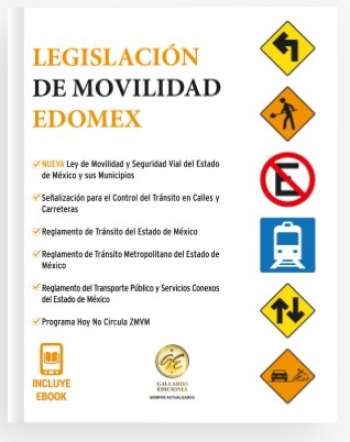 LEGISLACIÓN
DE MOVILIDAD
EDOMEX
NUEVA Ley de Movilidad y Seguridad Vial del Estado
de México y sus Municipios
Señalización para el Control del Tránsito en Calles y
Carreteras
Reglamento de Tránsito del Estado de México
Reglamento de Tránsito Metropolitano del Estado de
México
Reglamento del Transporte Público y Servicios Conexos
del Estado de México
Programa Hoy No Circula ZMVM
E
INCLUYE
EBOOK
GE
GALLARDO
EDICIONES
SIEMPRE ACTUALIZADOS